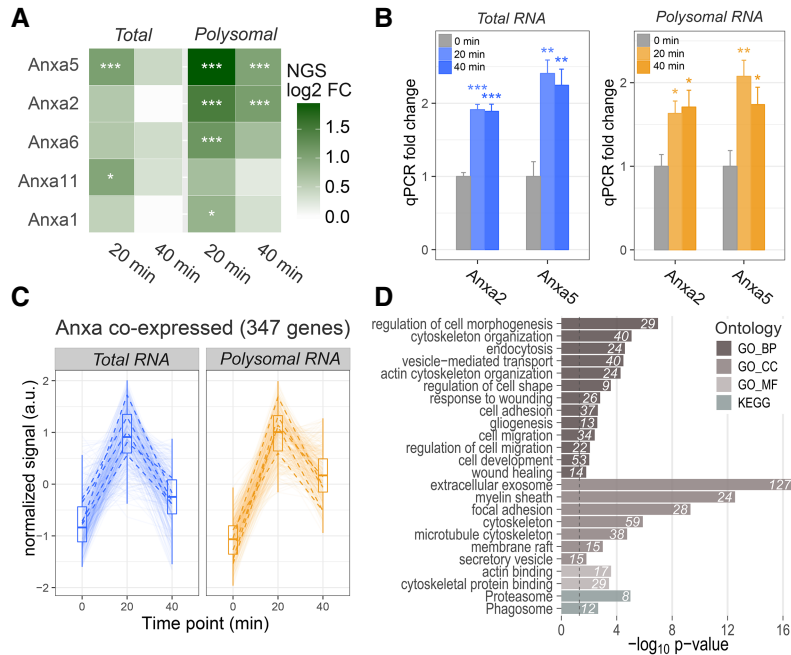 A
Total
Polysomal
Anxa5
***
***
***
Anxa2
***
***
Anxa6
***
Anxa11
*
Anxa1
*
20 min
40 min
20 min
40 min
NGS
log2 FC
1.5
1.0
0.5
0.0
B
Total RNA
Polysomal RNA
qPCR fold change
2
1
0
0 min
20 min
40 min
***
***
**
**
Anxa2
Anxa5
qPCR fold change
2
1
0
0 min
20 min
40 min
*
*
**
*
Anxa2
Anxa5
C
Anxa co-expressed (347 genes)
Total RNA
Polysomal RNA
normalized signal (a.u.)
2
1
0
−1
−2
0
20
40
0
20
40
Time point (min)
D
regulation of cell morphogenesis 29
cytoskeleton organization 40
endocytosis 24
vesicle-mediated transport 40
actin cytoskeleton organization 24
regulation of cell shape 9
response to wounding 26
cell adhesion 37
gliogenesis 13
cell migration 34
regulation of cell migration 22
cell development 53
wound healing 14
extracellular exosome 127
myelin sheath 24
focal adhesion 28
cytoskeleton 59
microtubule cytoskeleton 38
membrane raft 15
secretory vesicle 15
actin binding 17
cytoskeletal protein binding 29
Proteasome 8
Phagosome 12
Ontology
GO_BP
GO_CC
GO_MF
KEGG
0
4
8
12
16
−log10 p-value